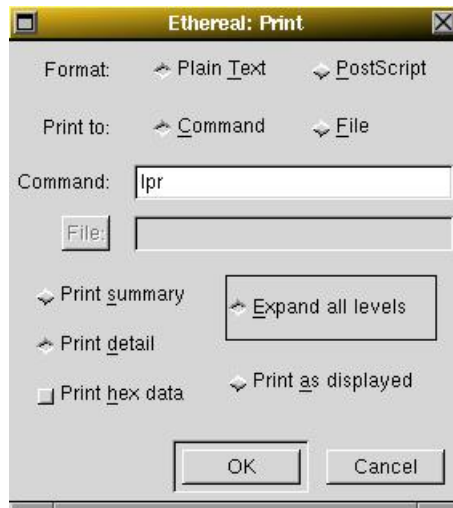 Ethereal: Print
Format: Plain Text PostScript
Print to: Command File
Command: lpr
File:
Print summary
Expand all levels
Print detail
Print as displayed
Print hex data
OK Cancel